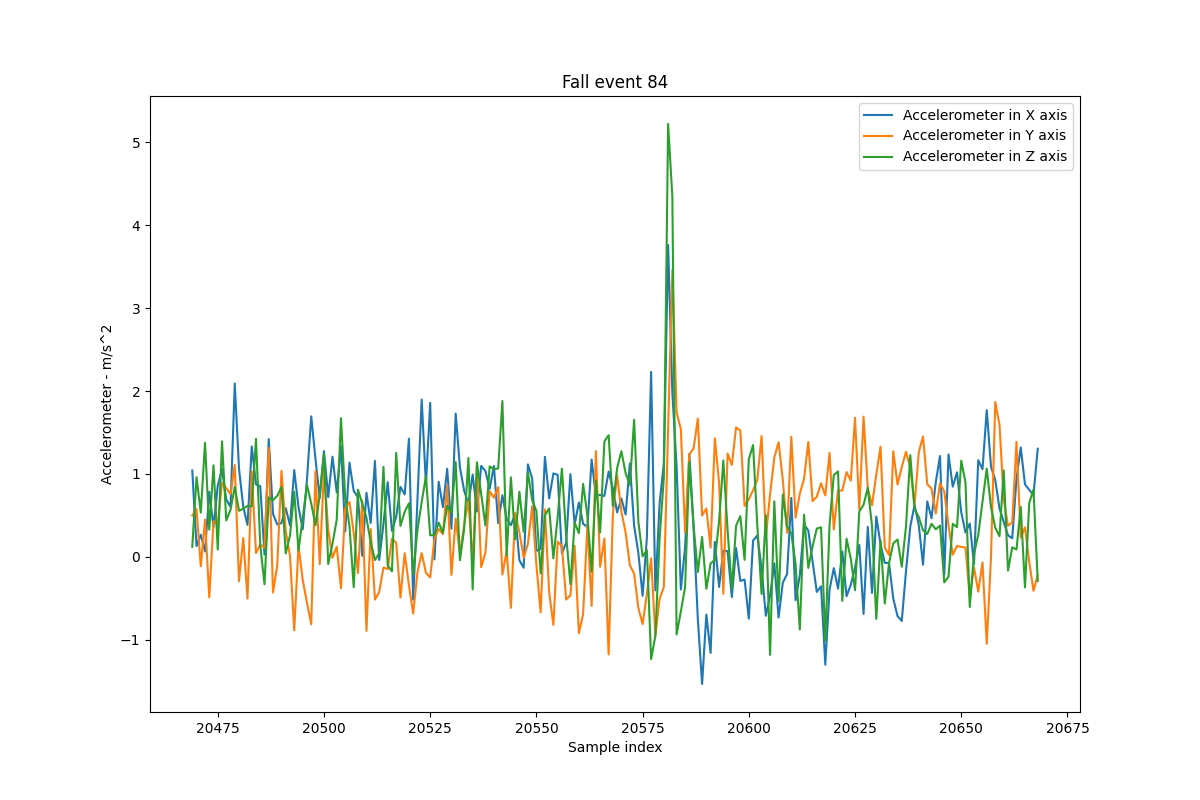 Fall event 84
Accelerometer in X axis
Accelerometer in Y axis
Accelerometer in Z axis
Accelerometer - m/s^2
5
4
3
2
1
0
−1
20475 20500 20525 20550 20575 20600 20625 20650 20675
Sample index